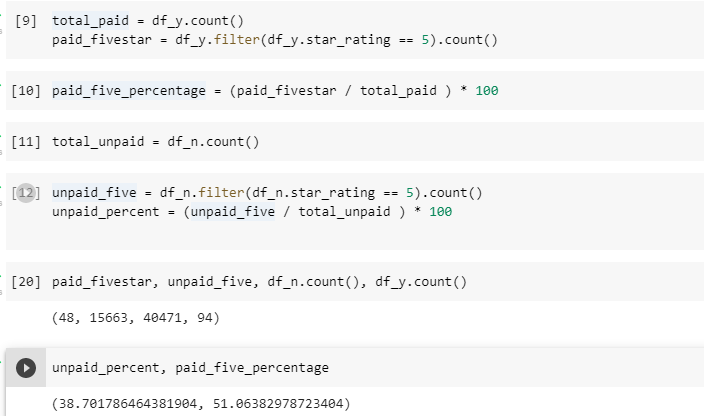 [9] total_paid = df_y.count()
paid_fivestar = df_y.filter(df_y.star_rating == 5).count()
[10] paid_five_percentage = (paid_fivestar / total_paid ) * 100
[11] total_unpaid = df_n.count()
[12] unpaid_five = df_n.filter(df_n.star_rating == 5).count()
unpaid_percent = (unpaid_five / total_unpaid ) * 100
[20] paid_fivestar, unpaid_five, df_n.count(), df_y.count()
(48, 15663, 40471, 94)
unpaid_percent, paid_five_percentage
(38.701786464381904, 51.06382978723404)